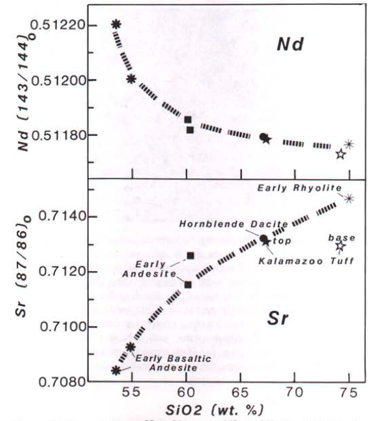 Nd
Nd (143/144)o
0.51220
0.51200
0.51180
Sr
Sr (87/86)o
0.7140
0.7120
0.7100
0.7080
Early Rhyolite
Hornblende Dacite
top
base
Kalamazoo Tuff
Early
Andesite
Early Basaltic
Andesite
55 60 65 70 75
SiO2 (wt. %)